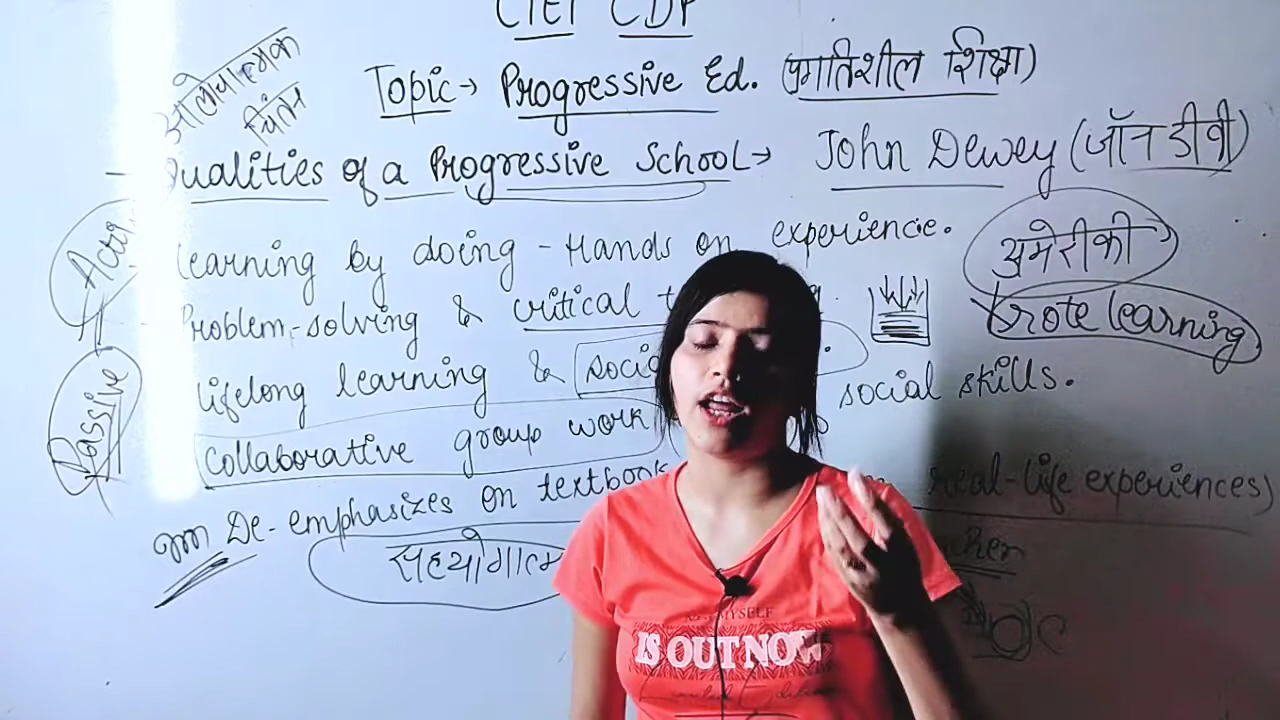 CTET CDP
आलोचात्मक
चिंतन
Topic → Progressive Ed. (प्रगतिशील शिक्षा)
- Qualities of a Progressive School → John Dewey (जॉन डीवी)
learning by doing - Hands on experience.
अमेरीकी
Problem-solving & critical
rote learning
lifelong learning &
Passive
social skills.
collaborative group work
De-emphasizes on textbook real-life experiences)
MYSELF
IS OUT NOW